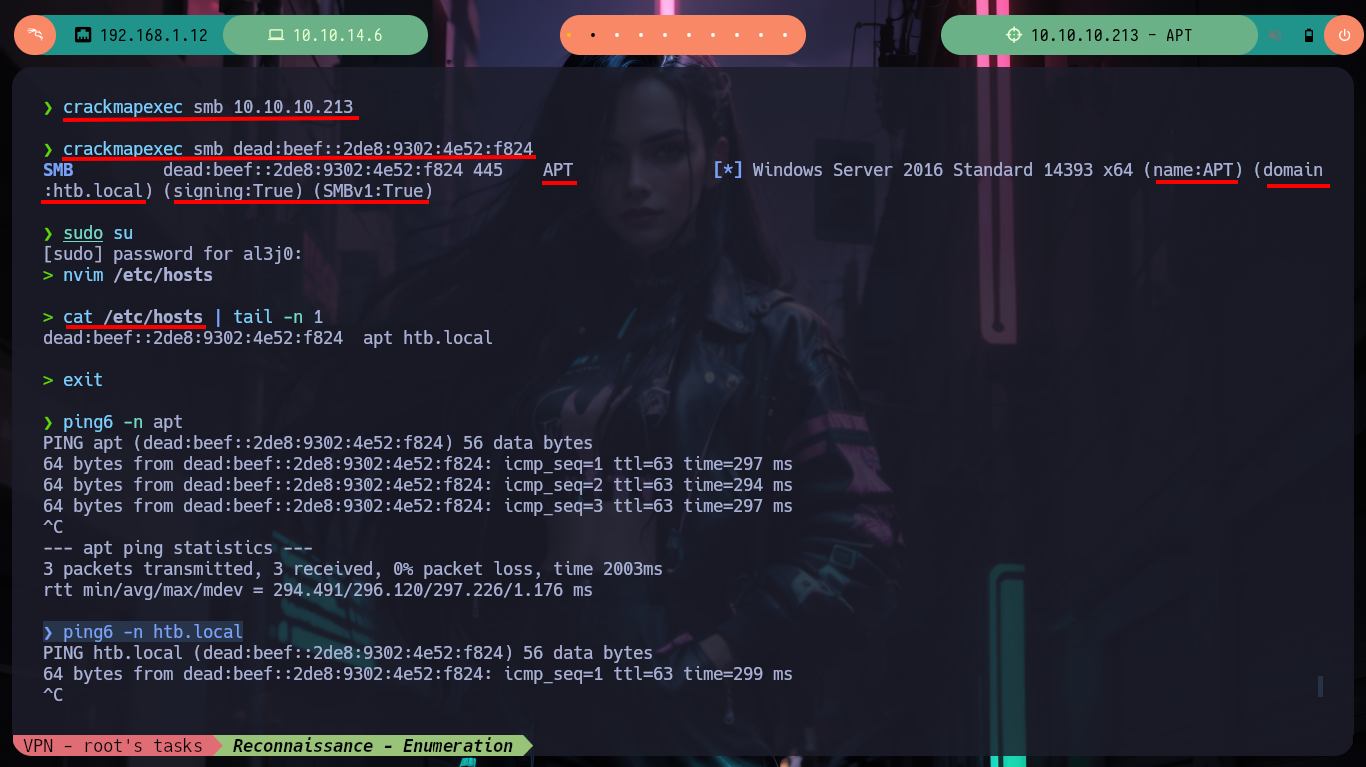 192.168.1.12 10.10.14.6 10.10.10.213 - APT
❯ crackmapexec smb 10.10.10.213
❯ crackmapexec smb dead:beef::2de8:9302:4e52:f824
SMB dead:beef::2de8:9302:4e52:f824 445 APT [*] Windows Server 2016 Standard 14393 x64 (name:APT) (domain
:htb.local) (signing:True) (SMBv1:True)
❯ sudo su
[sudo] password for al3j0:
> nvim /etc/hosts
> cat /etc/hosts | tail -n 1
dead:beef::2de8:9302:4e52:f824 apt htb.local
> exit
❯ ping6 -n apt
PING apt (dead:beef::2de8:9302:4e52:f824) 56 data bytes
64 bytes from dead:beef::2de8:9302:4e52:f824: icmp_seq=1 ttl=63 time=297 ms
64 bytes from dead:beef::2de8:9302:4e52:f824: icmp_seq=2 ttl=63 time=294 ms
64 bytes from dead:beef::2de8:9302:4e52:f824: icmp_seq=3 ttl=63 time=297 ms
^C
--- apt ping statistics ---
3 packets transmitted, 3 received, 0% packet loss, time 2003ms
rtt min/avg/max/mdev = 294.491/296.120/297.226/1.176 ms
❯ ping6 -n htb.local
PING htb.local (dead:beef::2de8:9302:4e52:f824) 56 data bytes
64 bytes from dead:beef::2de8:9302:4e52:f824: icmp_seq=1 ttl=63 time=299 ms
^C
VPN - root's tasks Reconnaissance - Enumeration